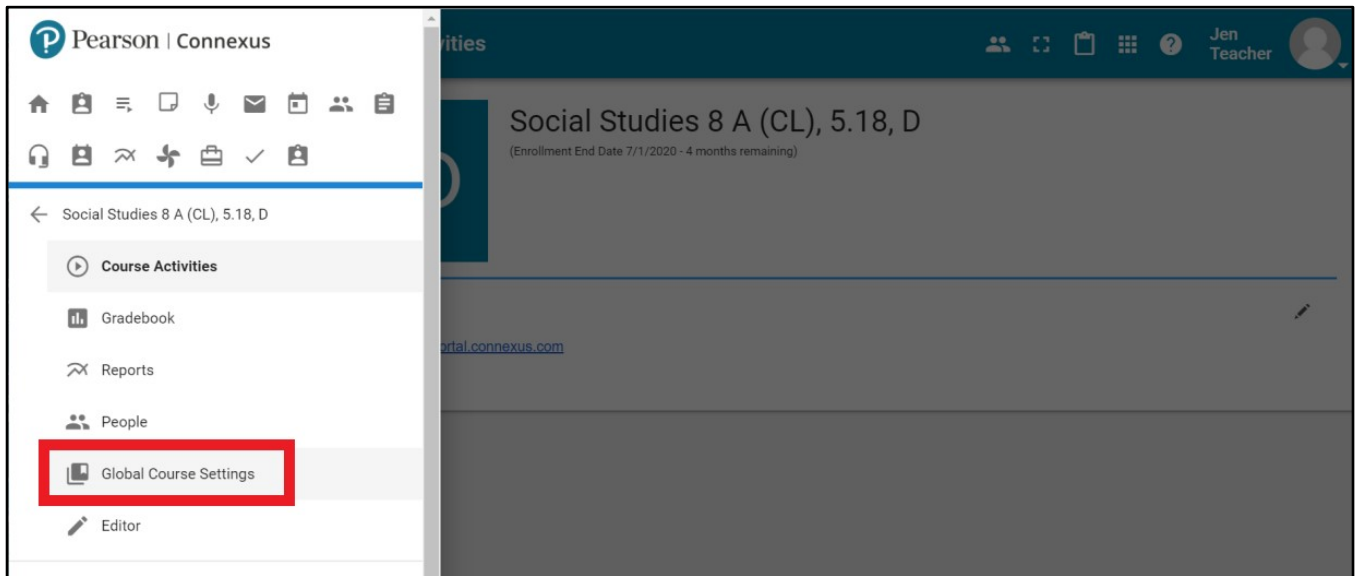 Pearson | Connexus
vities
Jen
Teacher
Social Studies 8 A (CL), 5.18, D
(Enrollment End Date 7/1/2020 - 4 months remaining)
Social Studies 8 A (CL), 5.18, D
Course Activities
Gradebook
Reports
ortal.connexus.com
People
Global Course Settings
Editor